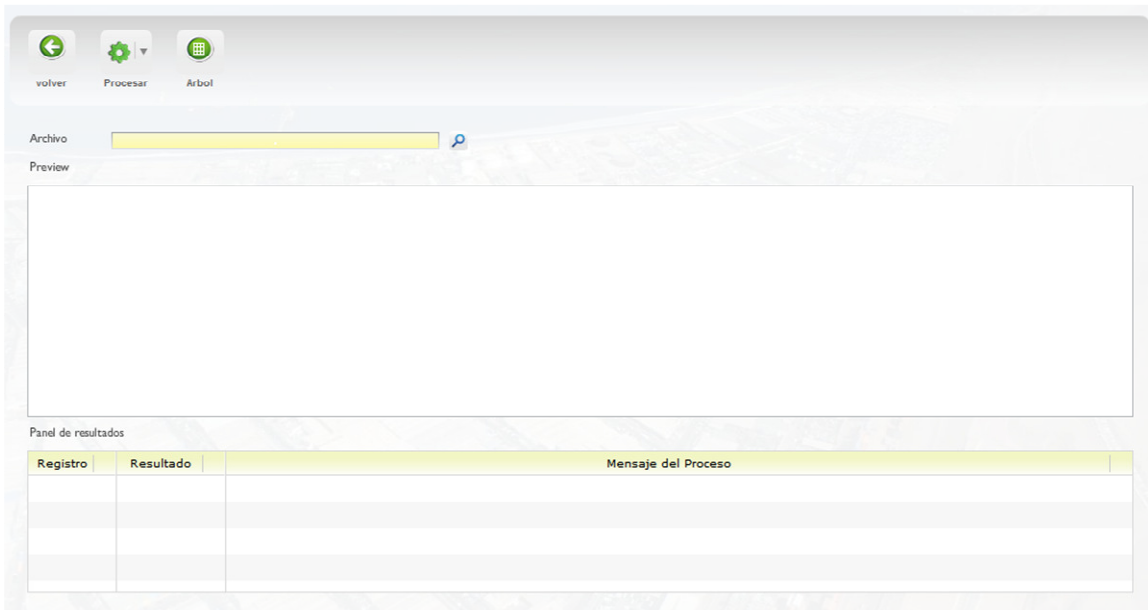 volver Procesar Arbol
Archivo
Preview
Panel de resultados
Registro Resultado Mensaje del Proceso